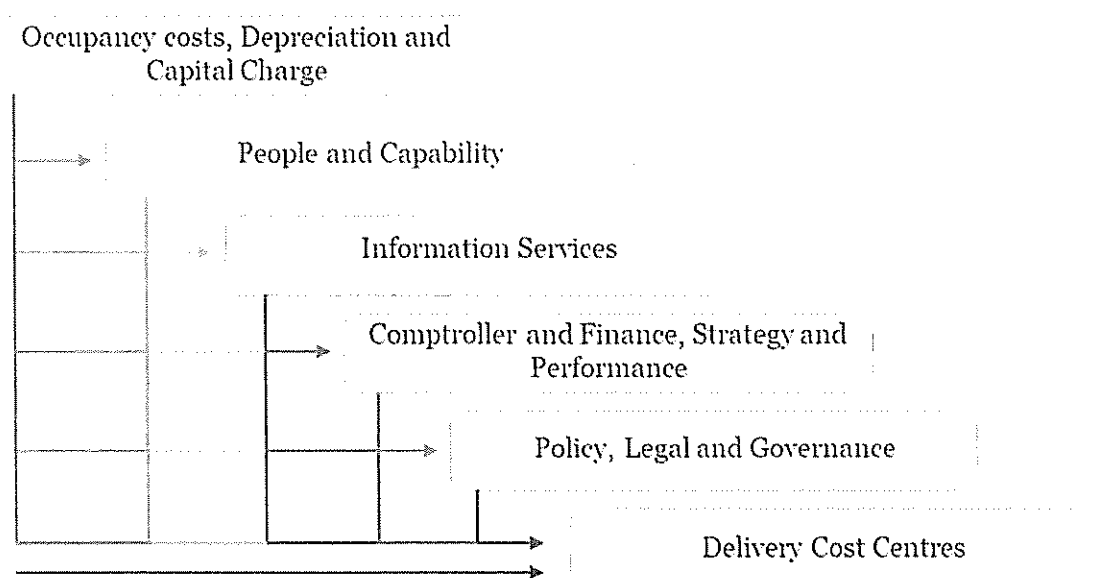 Occupancy costs, Depreciation and
Capital Charge
People and Capability
Information Services
Comptroller and Finance, Strategy and
Performance
Policy, Legal and Governance
Delivery Cost Centres